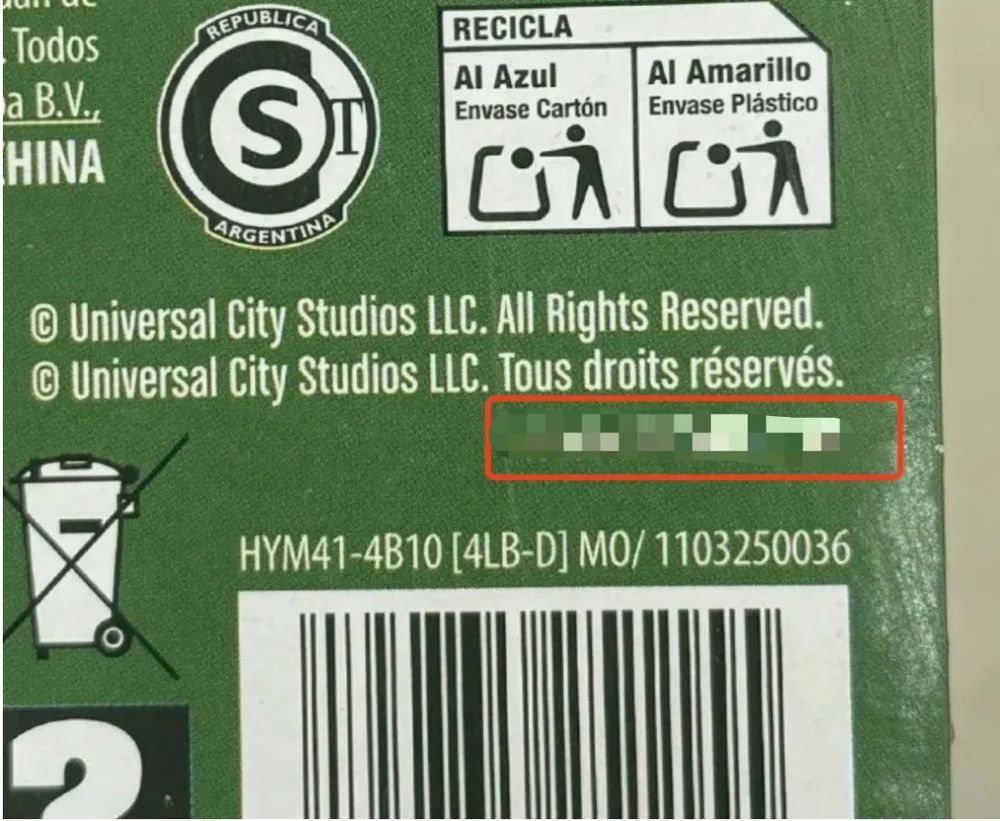 Todos
a B.V.,
CHINA
REPUBLICA
S
T
ARGENTINA
RECICLA
Al Azul
Envase Cartón
Al Amarillo
Envase Plástico
© Universal City Studios LLC. All Rights Reserved.
© Universal City Studios LLC. Tous droits réservés.
HYM41-4B10 [4LB-D] MO/ 1103250036
?